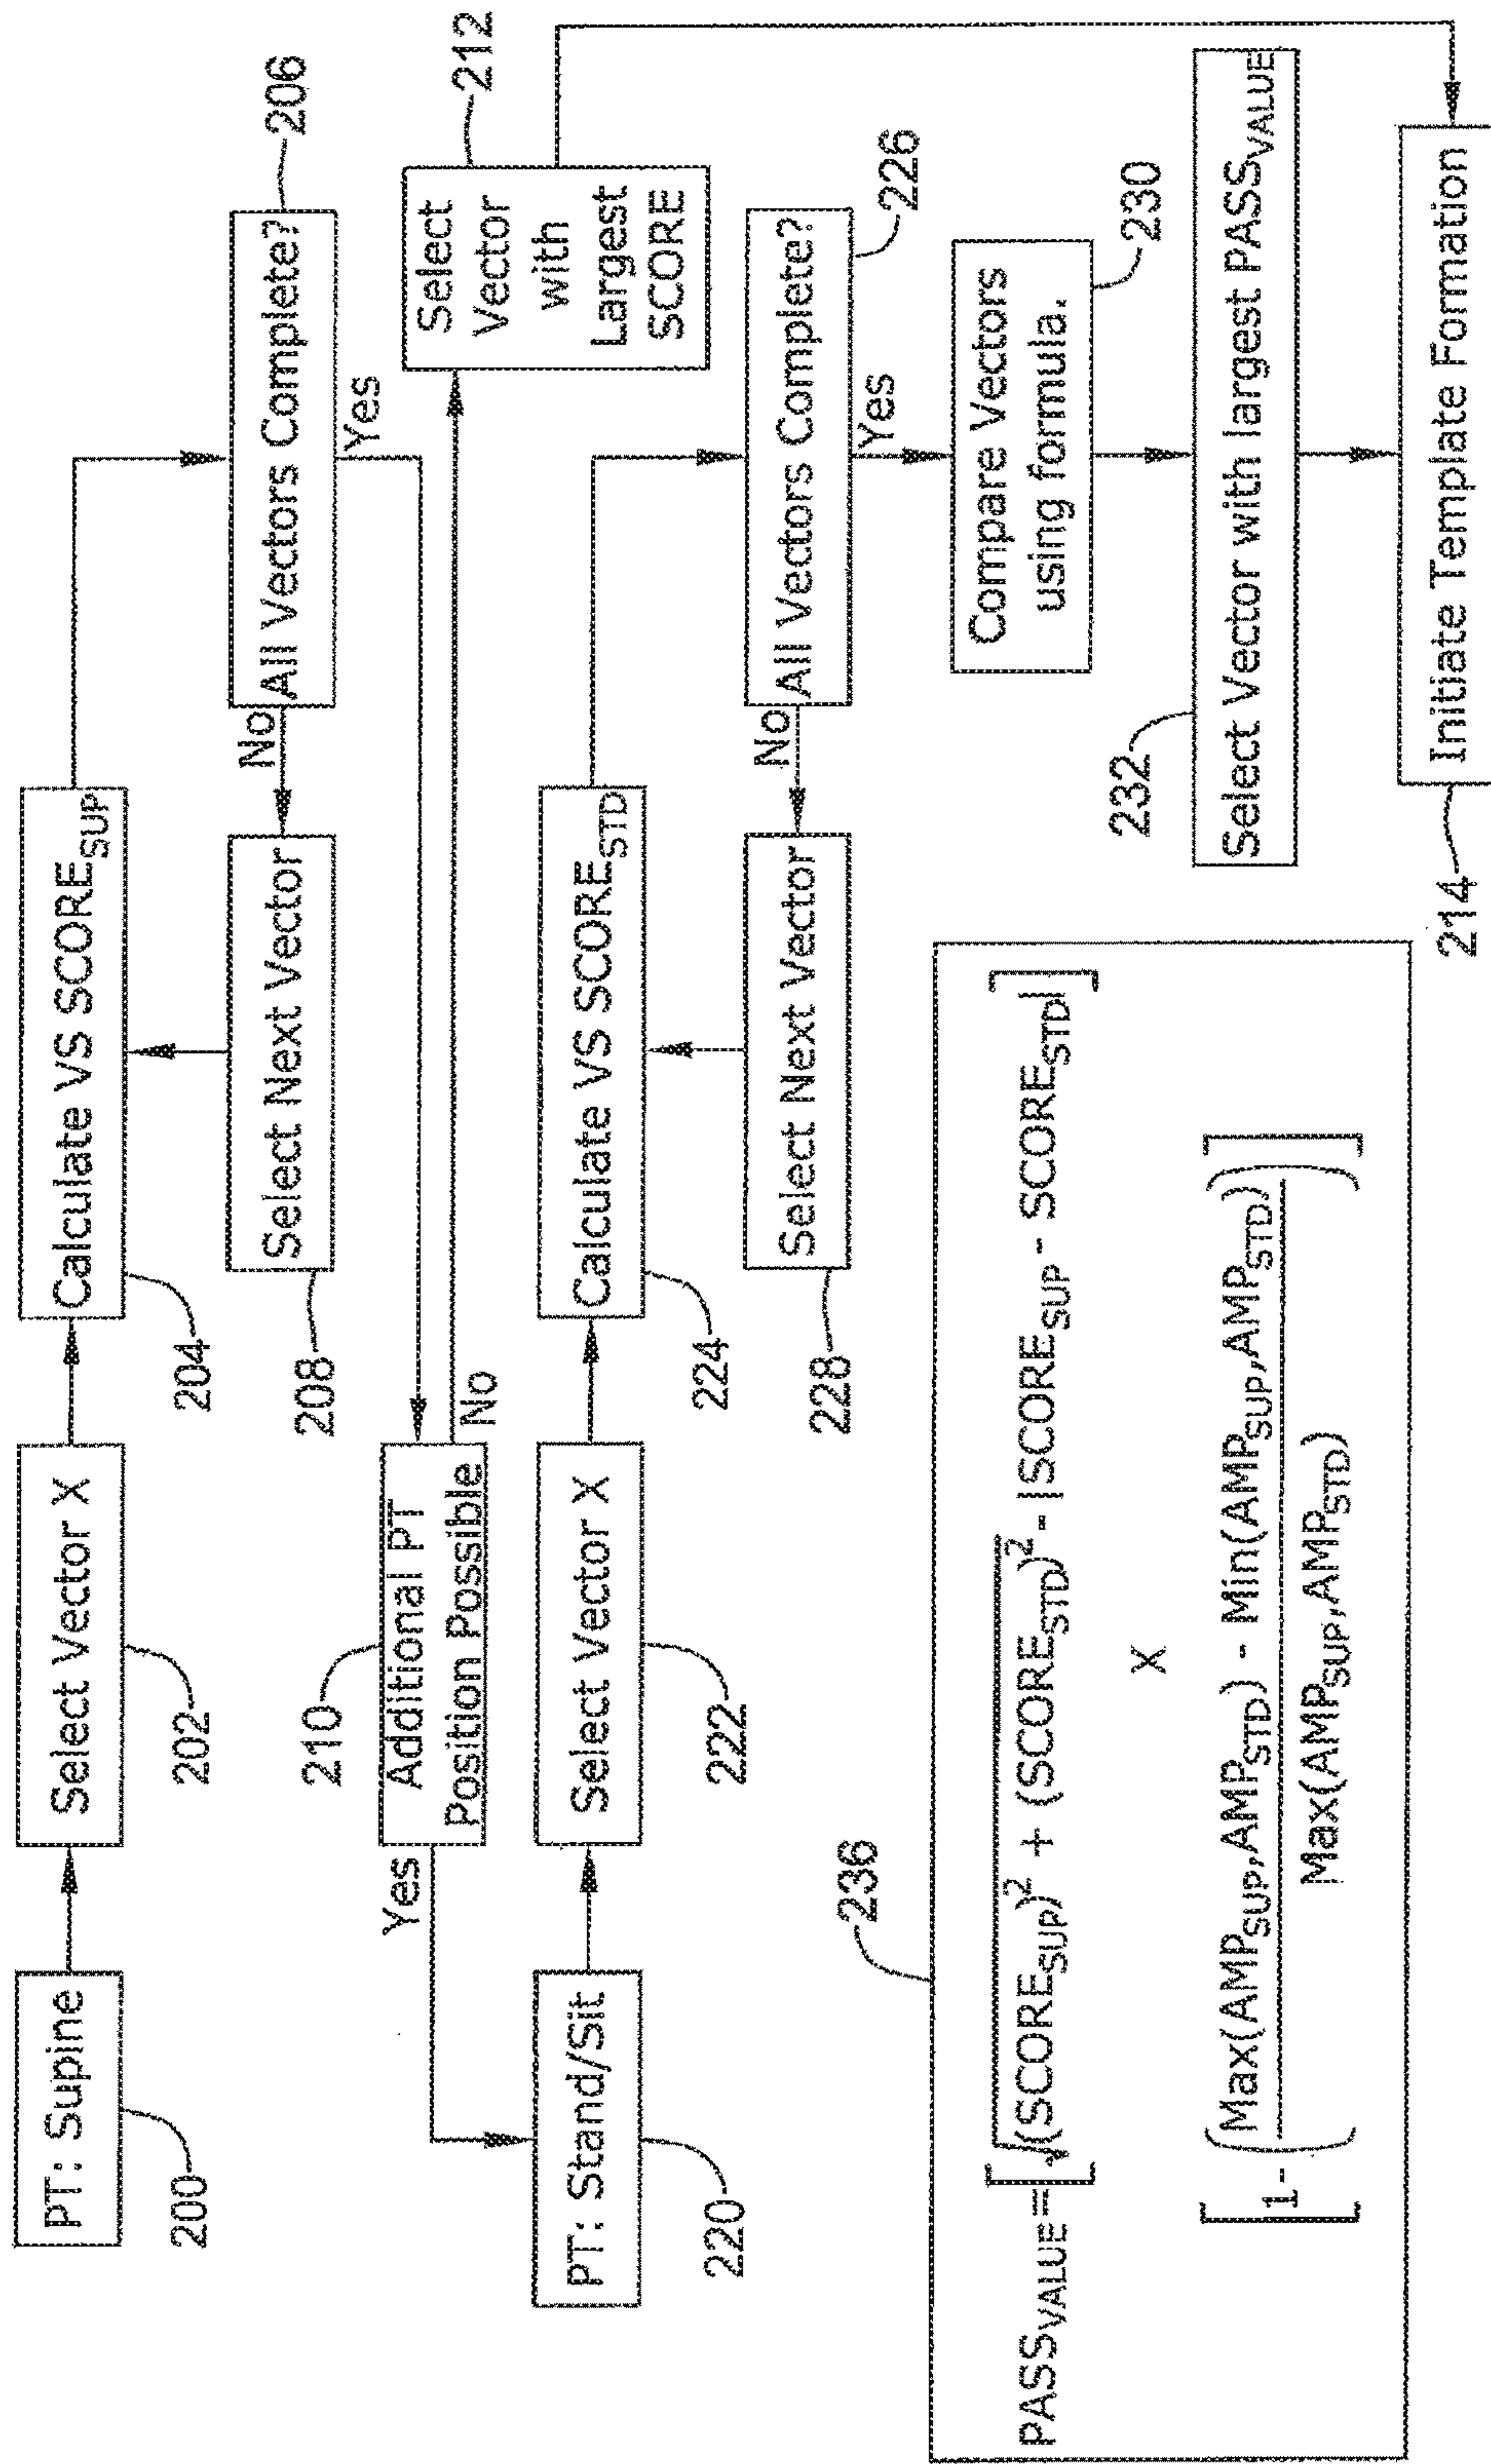 PT: Supine
200
Select Vector X
202
Calculate VS SCORE_SUP
204
All Vectors Complete?
206
No
Yes
Select Next Vector
208
210
Additional PT
Position Possible
Yes
No
Select
Vector
with
Largest
SCORE
212
PT: Stand/Sit
220
Select Vector X
222
Calculate VS SCORE_STD
224
All Vectors Complete?
226
No
Yes
Select Next Vector
228
Compare Vectors
using formula.
230
232
Select Vector with largest PASS_VALUE
Initiate Template Formation
214
236
PASS_VALUE=[√(SCORE_SUP)² + (SCORE_STD)² - |SCORE_SUP - SCORE_STD|]
X
[1-(Max(AMP_SUP,AMP_STD) - Min(AMP_SUP,AMP_STD)
Max(AMP_SUP,AMP_STD))]